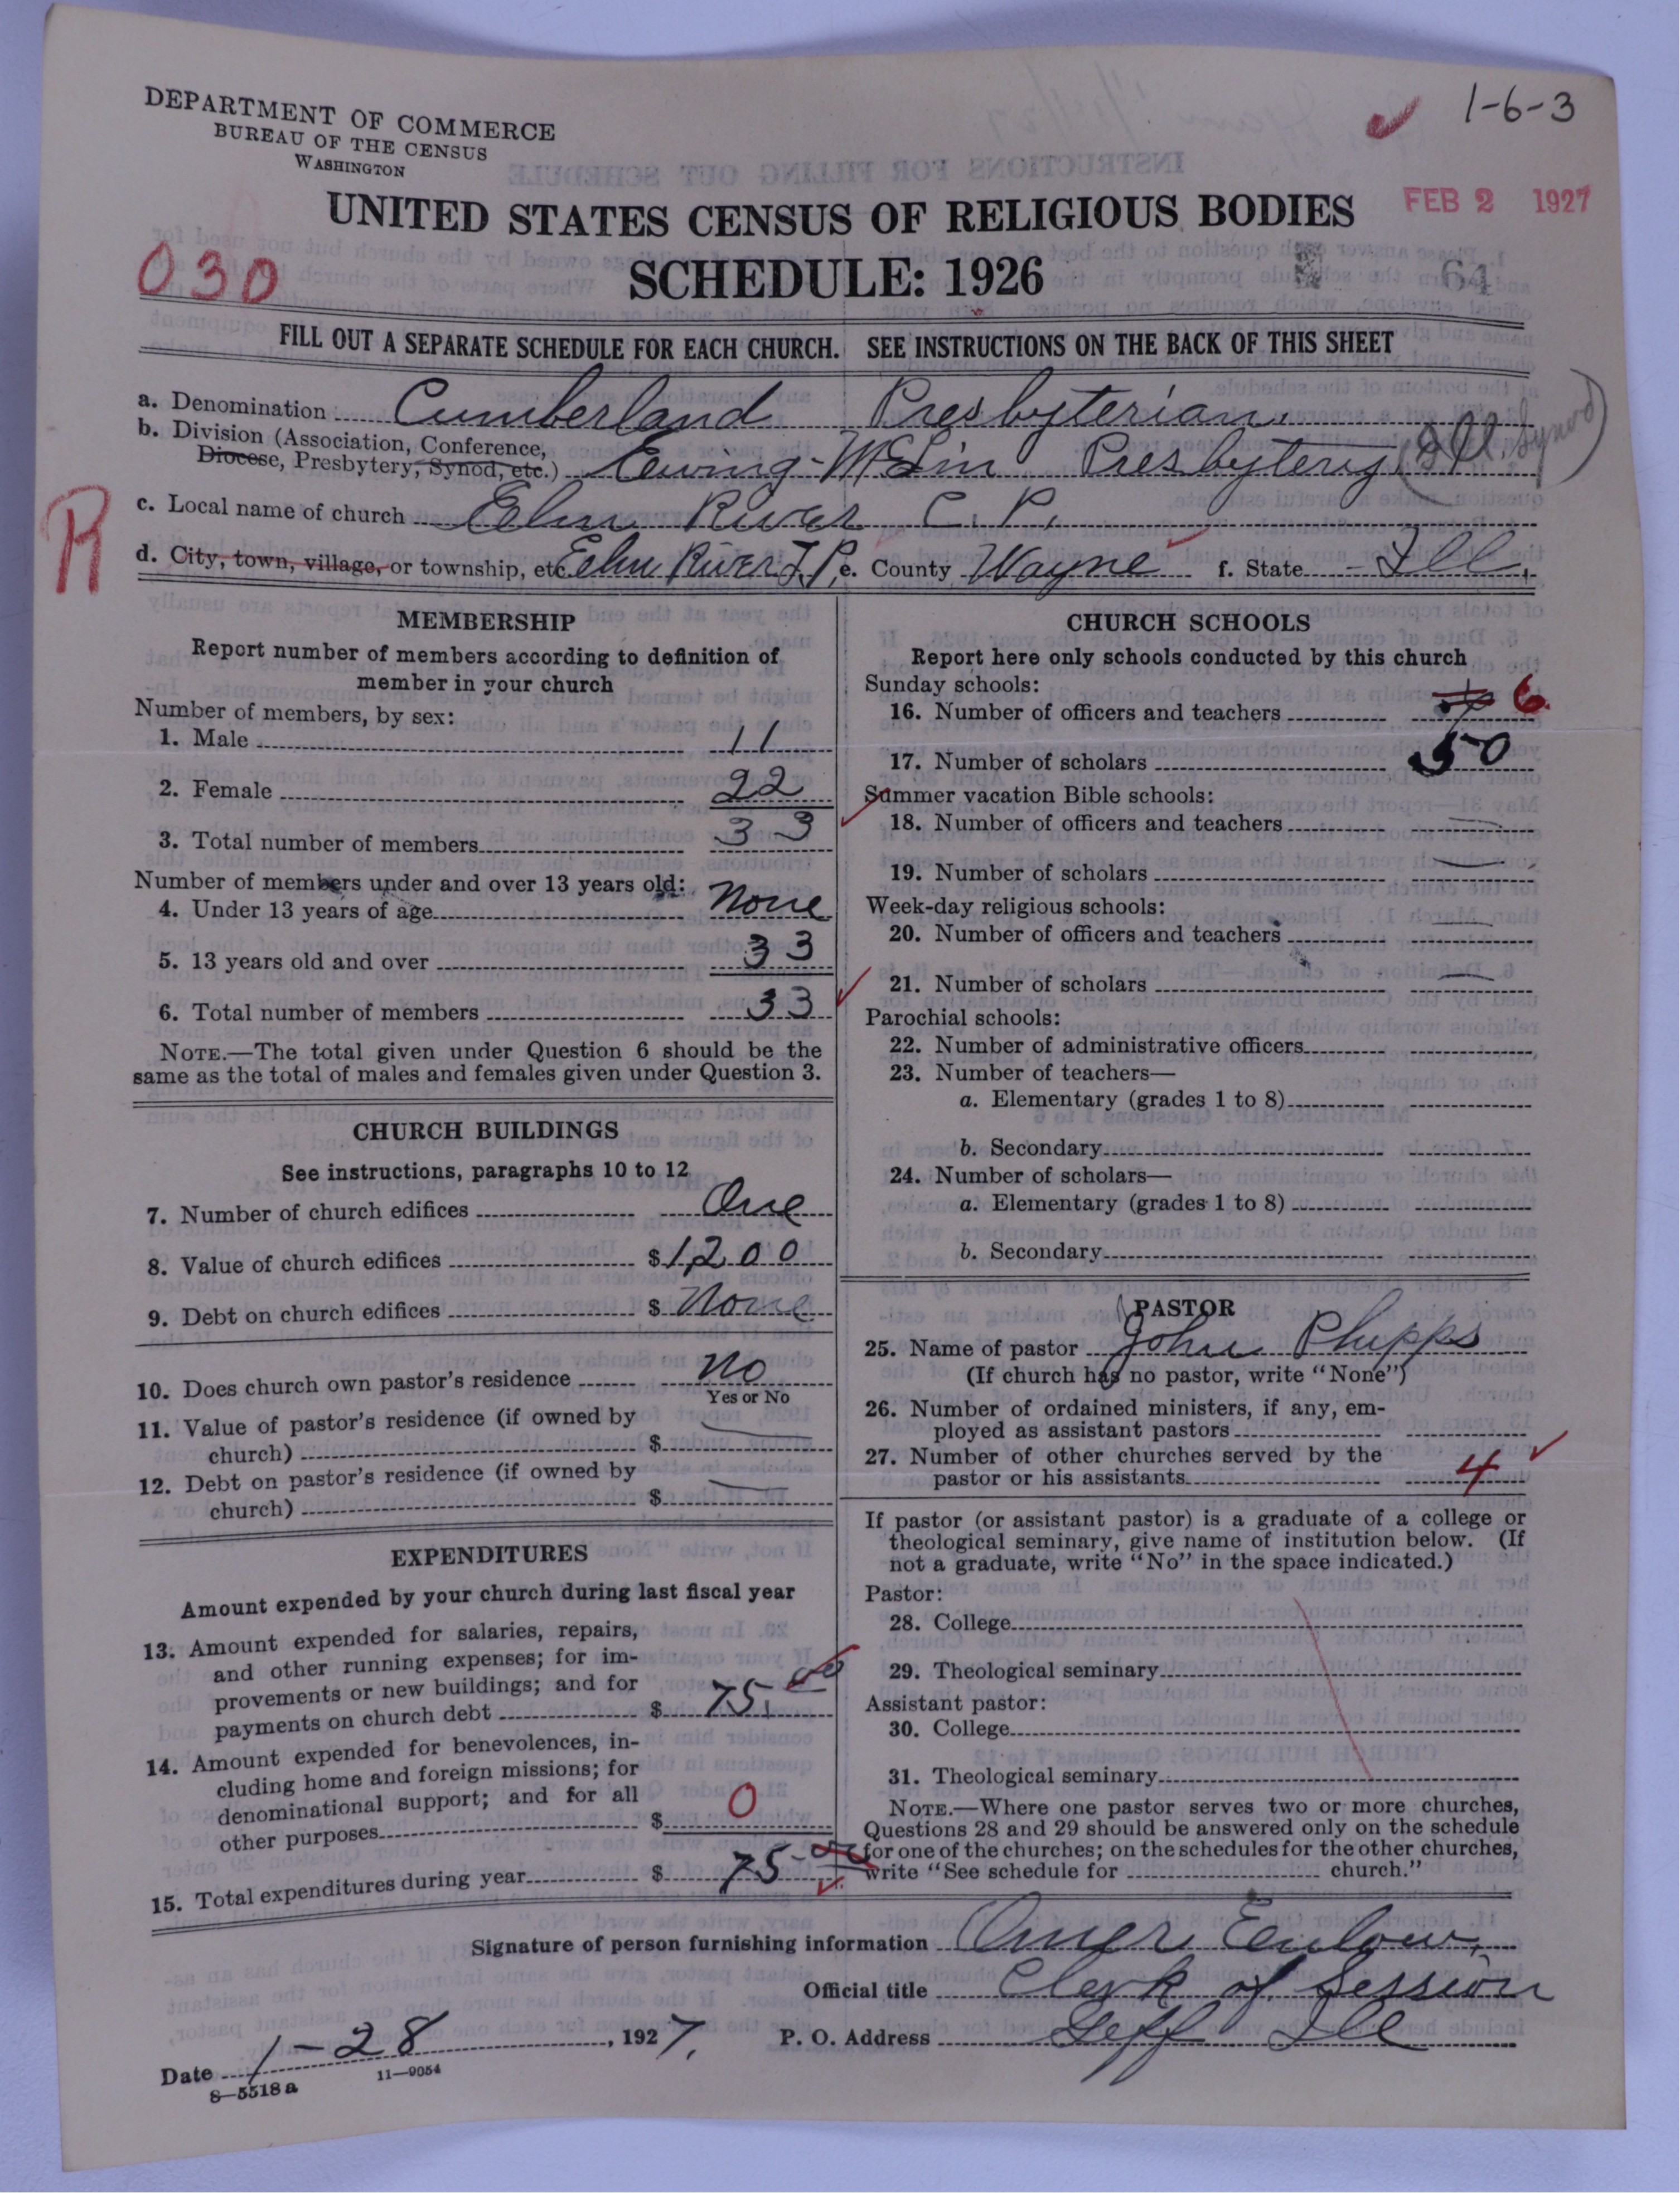 DEPARTMENT OF COMMERCE
BUREAU OF THE CENSUS
WASHINGTON
1-6-3
UNITED STATES CENSUS OF RELIGIOUS BODIES
FEB 2 1927
030
SCHEDULE: 1926
64
FILL OUT A SEPARATE SCHEDULE FOR EACH CHURCH. SEE INSTRUCTIONS ON THE BACK OF THIS SHEET
a. Denomination Cumberland Presbyterian.
b. Division (Association, Conference,
Diocese, Presbytery, Synod, etc.) Ewing-McLin Presbytery (Ill. Synod)
R
c. Local name of church Elm River C. P.
d. City, town, village, or township, etc. Elm River T.P. e. County Wayne f. State Ill.
MEMBERSHIP
Report number of members according to definition of
member in your church
Number of members, by sex:
1. Male 11
2. Female 22
3. Total number of members 33
Number of members under and over 13 years old:
4. Under 13 years of age None
5. 13 years old and over 33
6. Total number of members 33
NOTE.—The total given under Question 6 should be the
same as the total of males and females given under Question 3.
CHURCH BUILDINGS
See instructions, paragraphs 10 to 12
7. Number of church edifices One
8. Value of church edifices $1,200
9. Debt on church edifices $ None
10. Does church own pastor's residence No
Yes or No
11. Value of pastor's residence (if owned by
church) $ —
12. Debt on pastor's residence (if owned by
church) $ —
EXPENDITURES
Amount expended by your church during last fiscal year
13. Amount expended for salaries, repairs,
and other running expenses; for im-
provements or new buildings; and for
payments on church debt $ 75.00
14. Amount expended for benevolences, in-
cluding home and foreign missions; for
denominational support; and for all
other purposes $ 0
15. Total expenditures during year $ 75-00
CHURCH SCHOOLS
Report here only schools conducted by this church
Sunday schools:
16. Number of officers and teachers 6
17. Number of scholars 50
Summer vacation Bible schools:
18. Number of officers and teachers —
19. Number of scholars —
Week-day religious schools:
20. Number of officers and teachers —
21. Number of scholars —
Parochial schools:
22. Number of administrative officers
23. Number of teachers—
a. Elementary (grades 1 to 8)
b. Secondary
24. Number of scholars—
a. Elementary (grades 1 to 8)
b. Secondary
PASTOR
25. Name of pastor John Phipps
(If church has no pastor, write "None")
26. Number of ordained ministers, if any, em-
ployed as assistant pastors
27. Number of other churches served by the
pastor or his assistants 4
If pastor (or assistant pastor) is a graduate of a college or
theological seminary, give name of institution below. (If
not a graduate, write "No" in the space indicated.)
Pastor:
28. College
29. Theological seminary
Assistant pastor:
30. College
31. Theological seminary
NOTE.—Where one pastor serves two or more churches,
Questions 28 and 29 should be answered only on the schedule
for one of the churches; on the schedules for the other churches,
write "See schedule for church."
Signature of person furnishing information Omer Enlow.
Official title Clerk of Session
Date 1-28, 1927. P. O. Address Geff Ill
8—5518a 11—9054